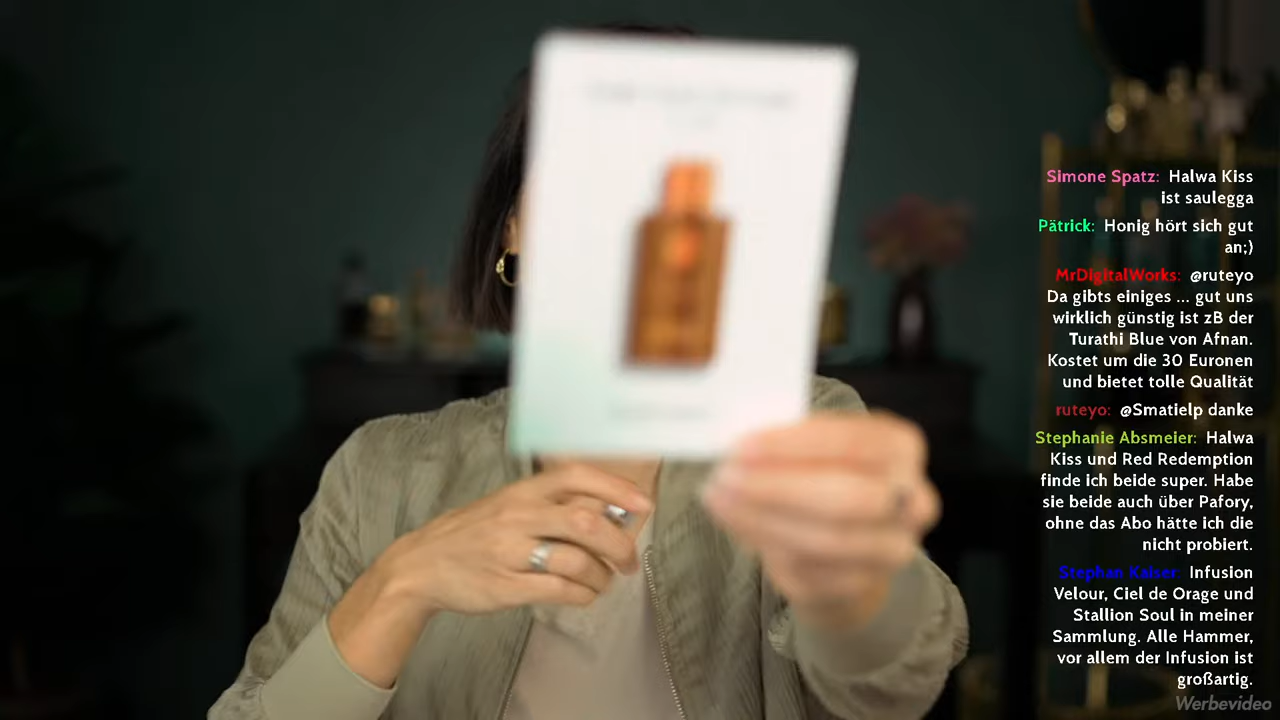 Simone Spatz: Halwa Kiss
ist saulegga
Pätrick: Honig hört sich gut
an;)
MrDigitalWorks: @ruteyo
Da gibts einiges ... gut uns
wirklich günstig ist zB der
Turathi Blue von Afnan.
Kostet um die 30 Euronen
und bietet tolle Qualität
ruteyo: @Smatielp danke
Stephanie Absmeier: Halwa
Kiss und Red Redemption
finde ich beide super. Habe
sie beide auch über Pafory,
ohne das Abo hätte ich die
nicht probiert.
Stephan Kaiser: Infusion
Velour, Ciel de Orage und
Stallion Soul in meiner
Sammlung. Alle Hammer,
vor allem der Infusion ist
großartig.
Werbevideo